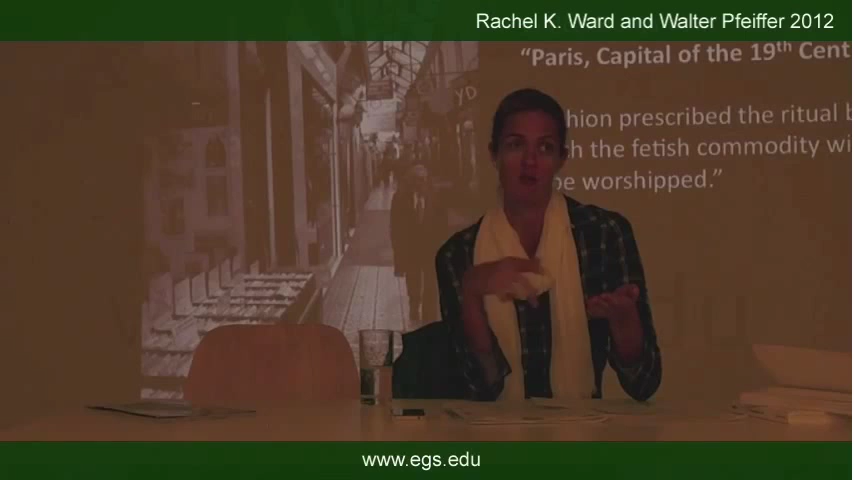 Rachel K. Ward and Walter Pfeiffer 2012
“Paris, Capital of the 19th Cent
hion prescribed the ritual b
h the fetish commodity wi
be worshipped.”
YD
www.egs.edu